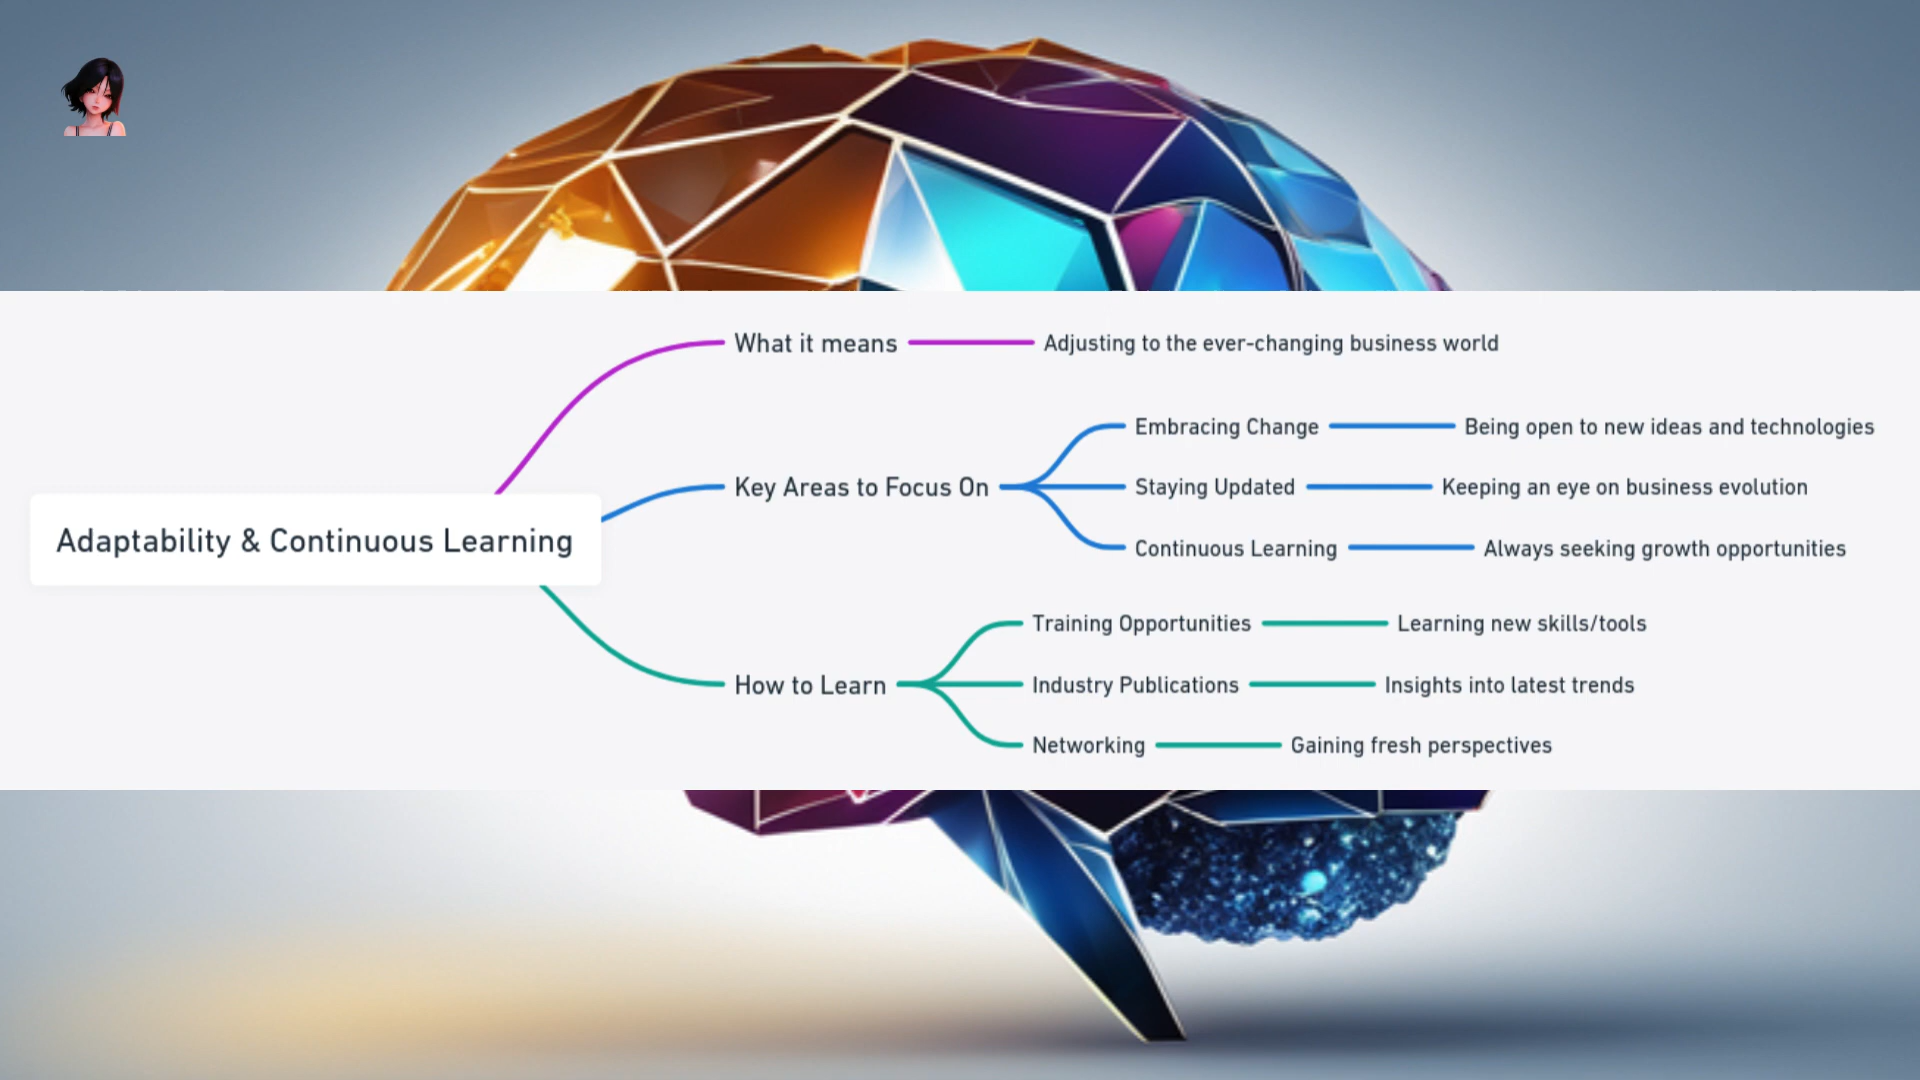 What it means
Adjusting to the ever-changing business world
Embracing Change
Being open to new ideas and technologies
Key Areas to Focus On
Staying Updated
Keeping an eye on business evolution
Adaptability & Continuous Learning
Continuous Learning
Always seeking growth opportunities
Training Opportunities
Learning new skills/tools
How to Learn
Industry Publications
Insights into latest trends
Networking
Gaining fresh perspectives